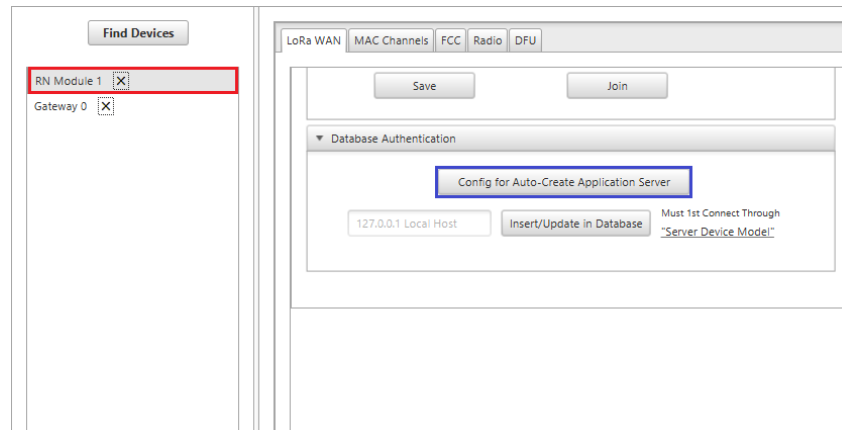 Find Devices
RN Module 1 X
Gateway 0 X
LoRa WAN MAC Channels FCC Radio DFU
Save Join
Database Authentication
Config for Auto-Create Application Server
127.0.0.1 Local Host Insert/Update in Database
Must 1st Connect Through
"Server Device Model"